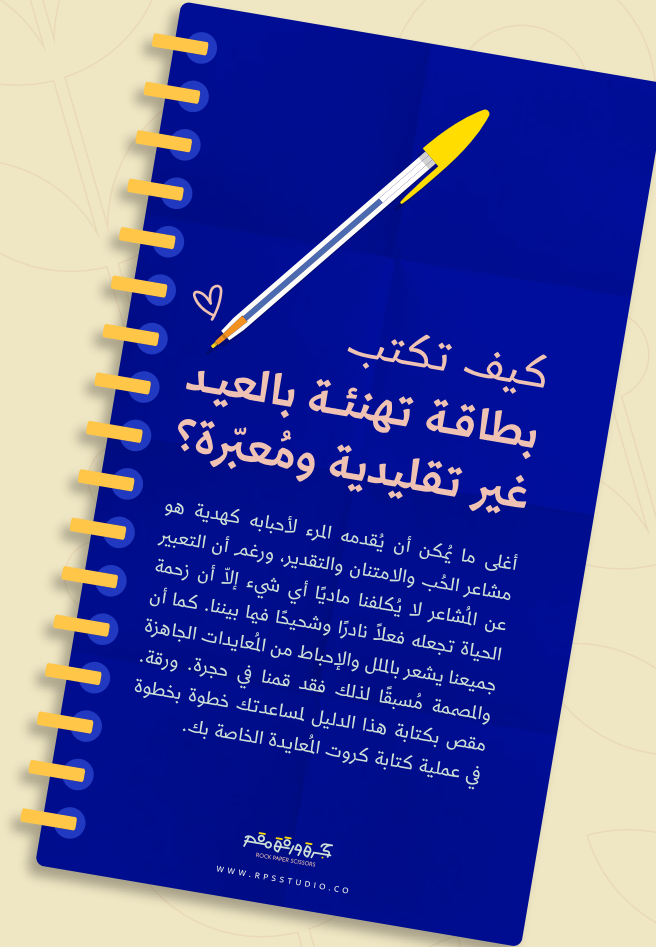 كيف تكتب
بطاقة تهنئة بالعيد
غير تقليدية ومُعبّرة؟
أغلى ما يُمكن أن يُقدمه المرء لأحبابه كهدية هو
مشاعر الحُب والامتنان والتقدير، ورغم أن التعبير
عن المُشاعر لا يُكلفنا ماديًا أي شيء إلاّ أن زحمة
الحياة تجعله فعلاً نادرًا وشحيحًا فيما بيننا. كما أن
جميعنا يشعر بالملل والإحباط من المُعايدات الجاهزة
والمصممة مُسبقًا لذلك فقد قمنا في حجرة. ورقة.
مقص بكتابة هذا الدليل لمساعدتك خطوة بخطوة
في عملية كتابة كروت المُعايدة الخاصة بك.
حجرة ورقة مقص
ROCK PAPER SCISSORS
WWW.RPSSTUDIO.CO